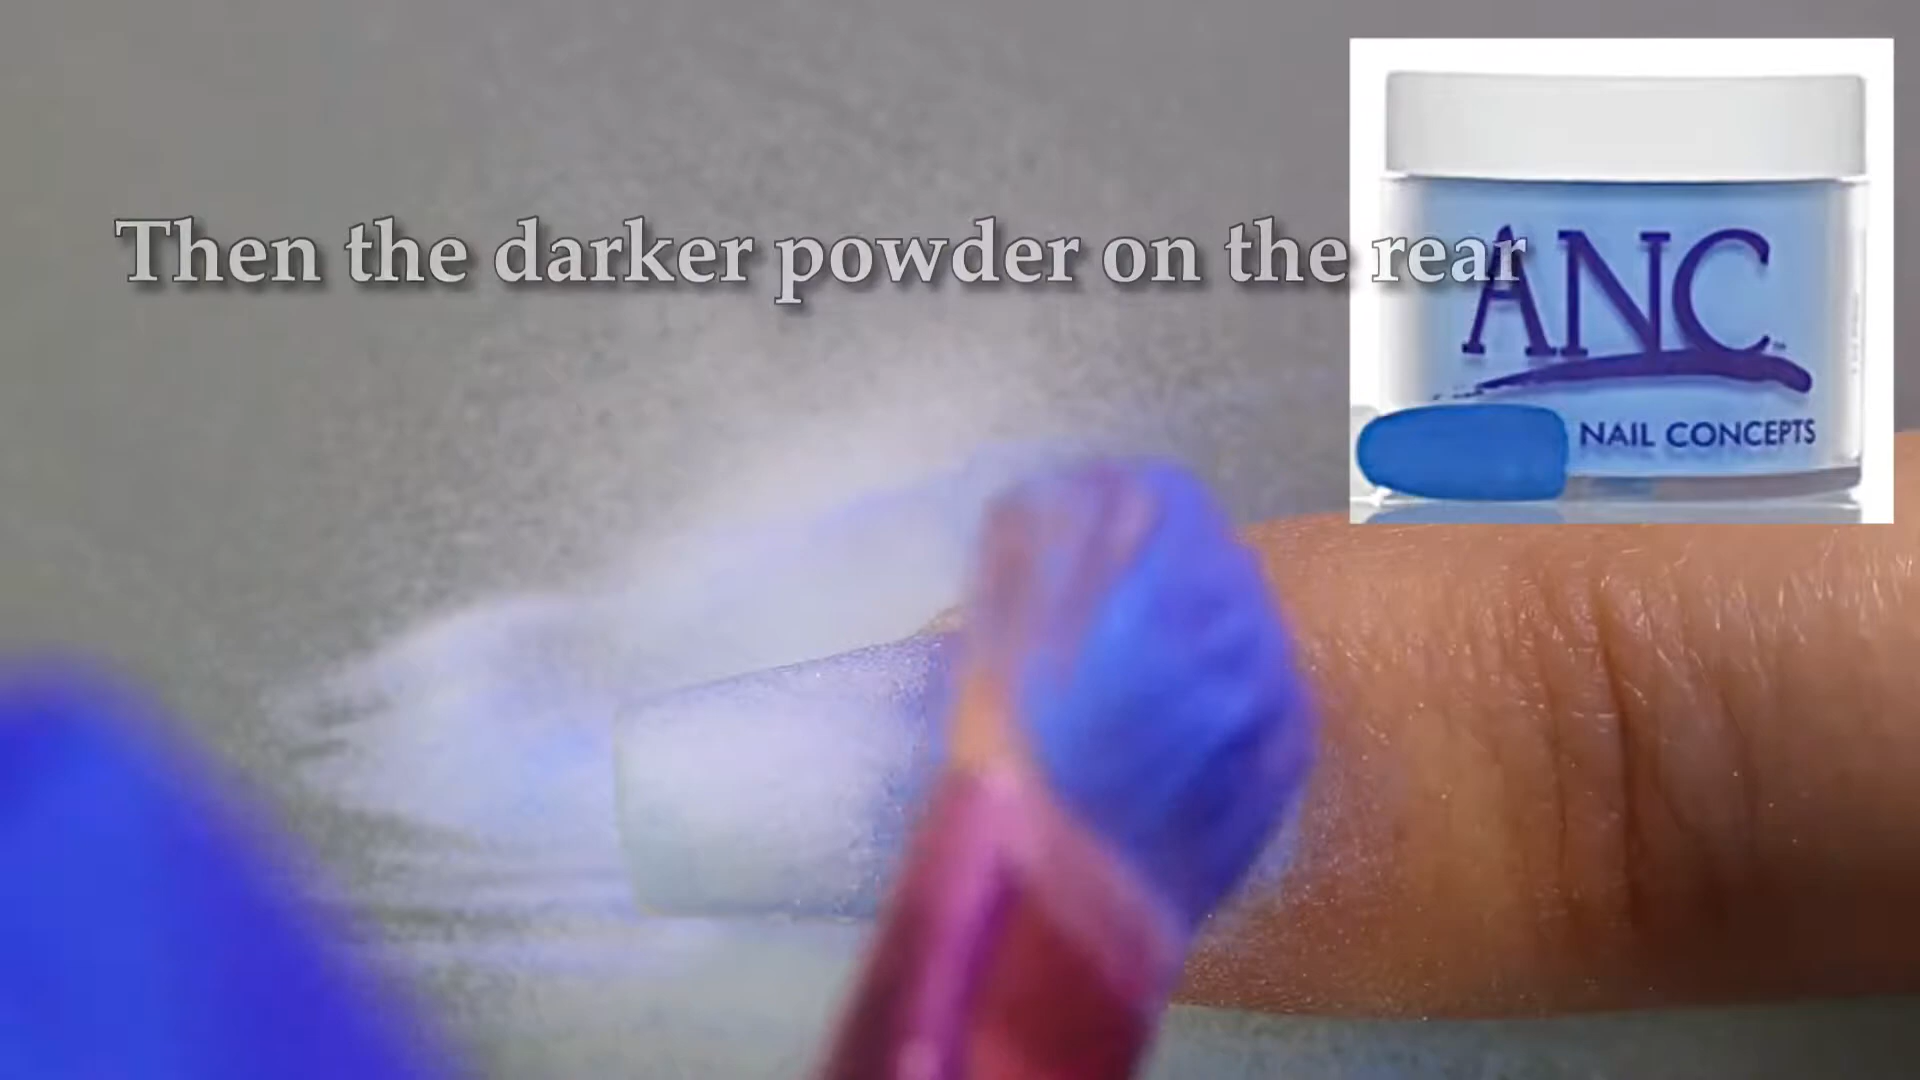 Then the darker powder on the rear
ANC
NAIL CONCEPTS